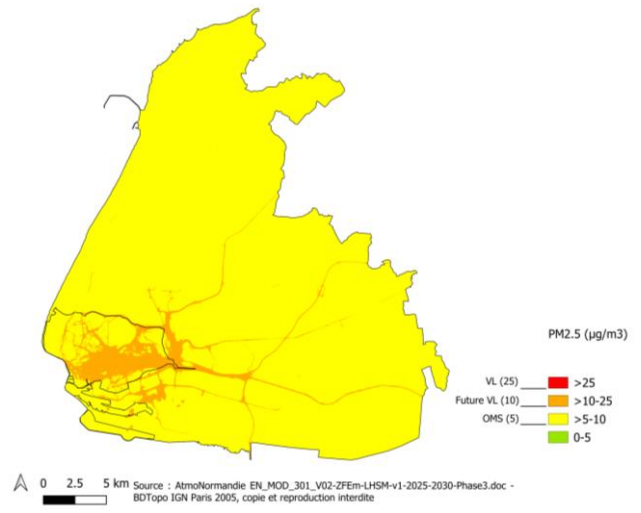 PM2.5 (µg/m3)
VL (25) >25
Future VL (10) >10-25
OMS (5) >5-10
0-5
0 2.5 5 km
Source : AtmoNormandie EN_MOD_301_V02-ZFEm-LHSM-v1-2025-2030-Phase3.doc -
BDTopo IGN Paris 2005, copie et reproduction interdite